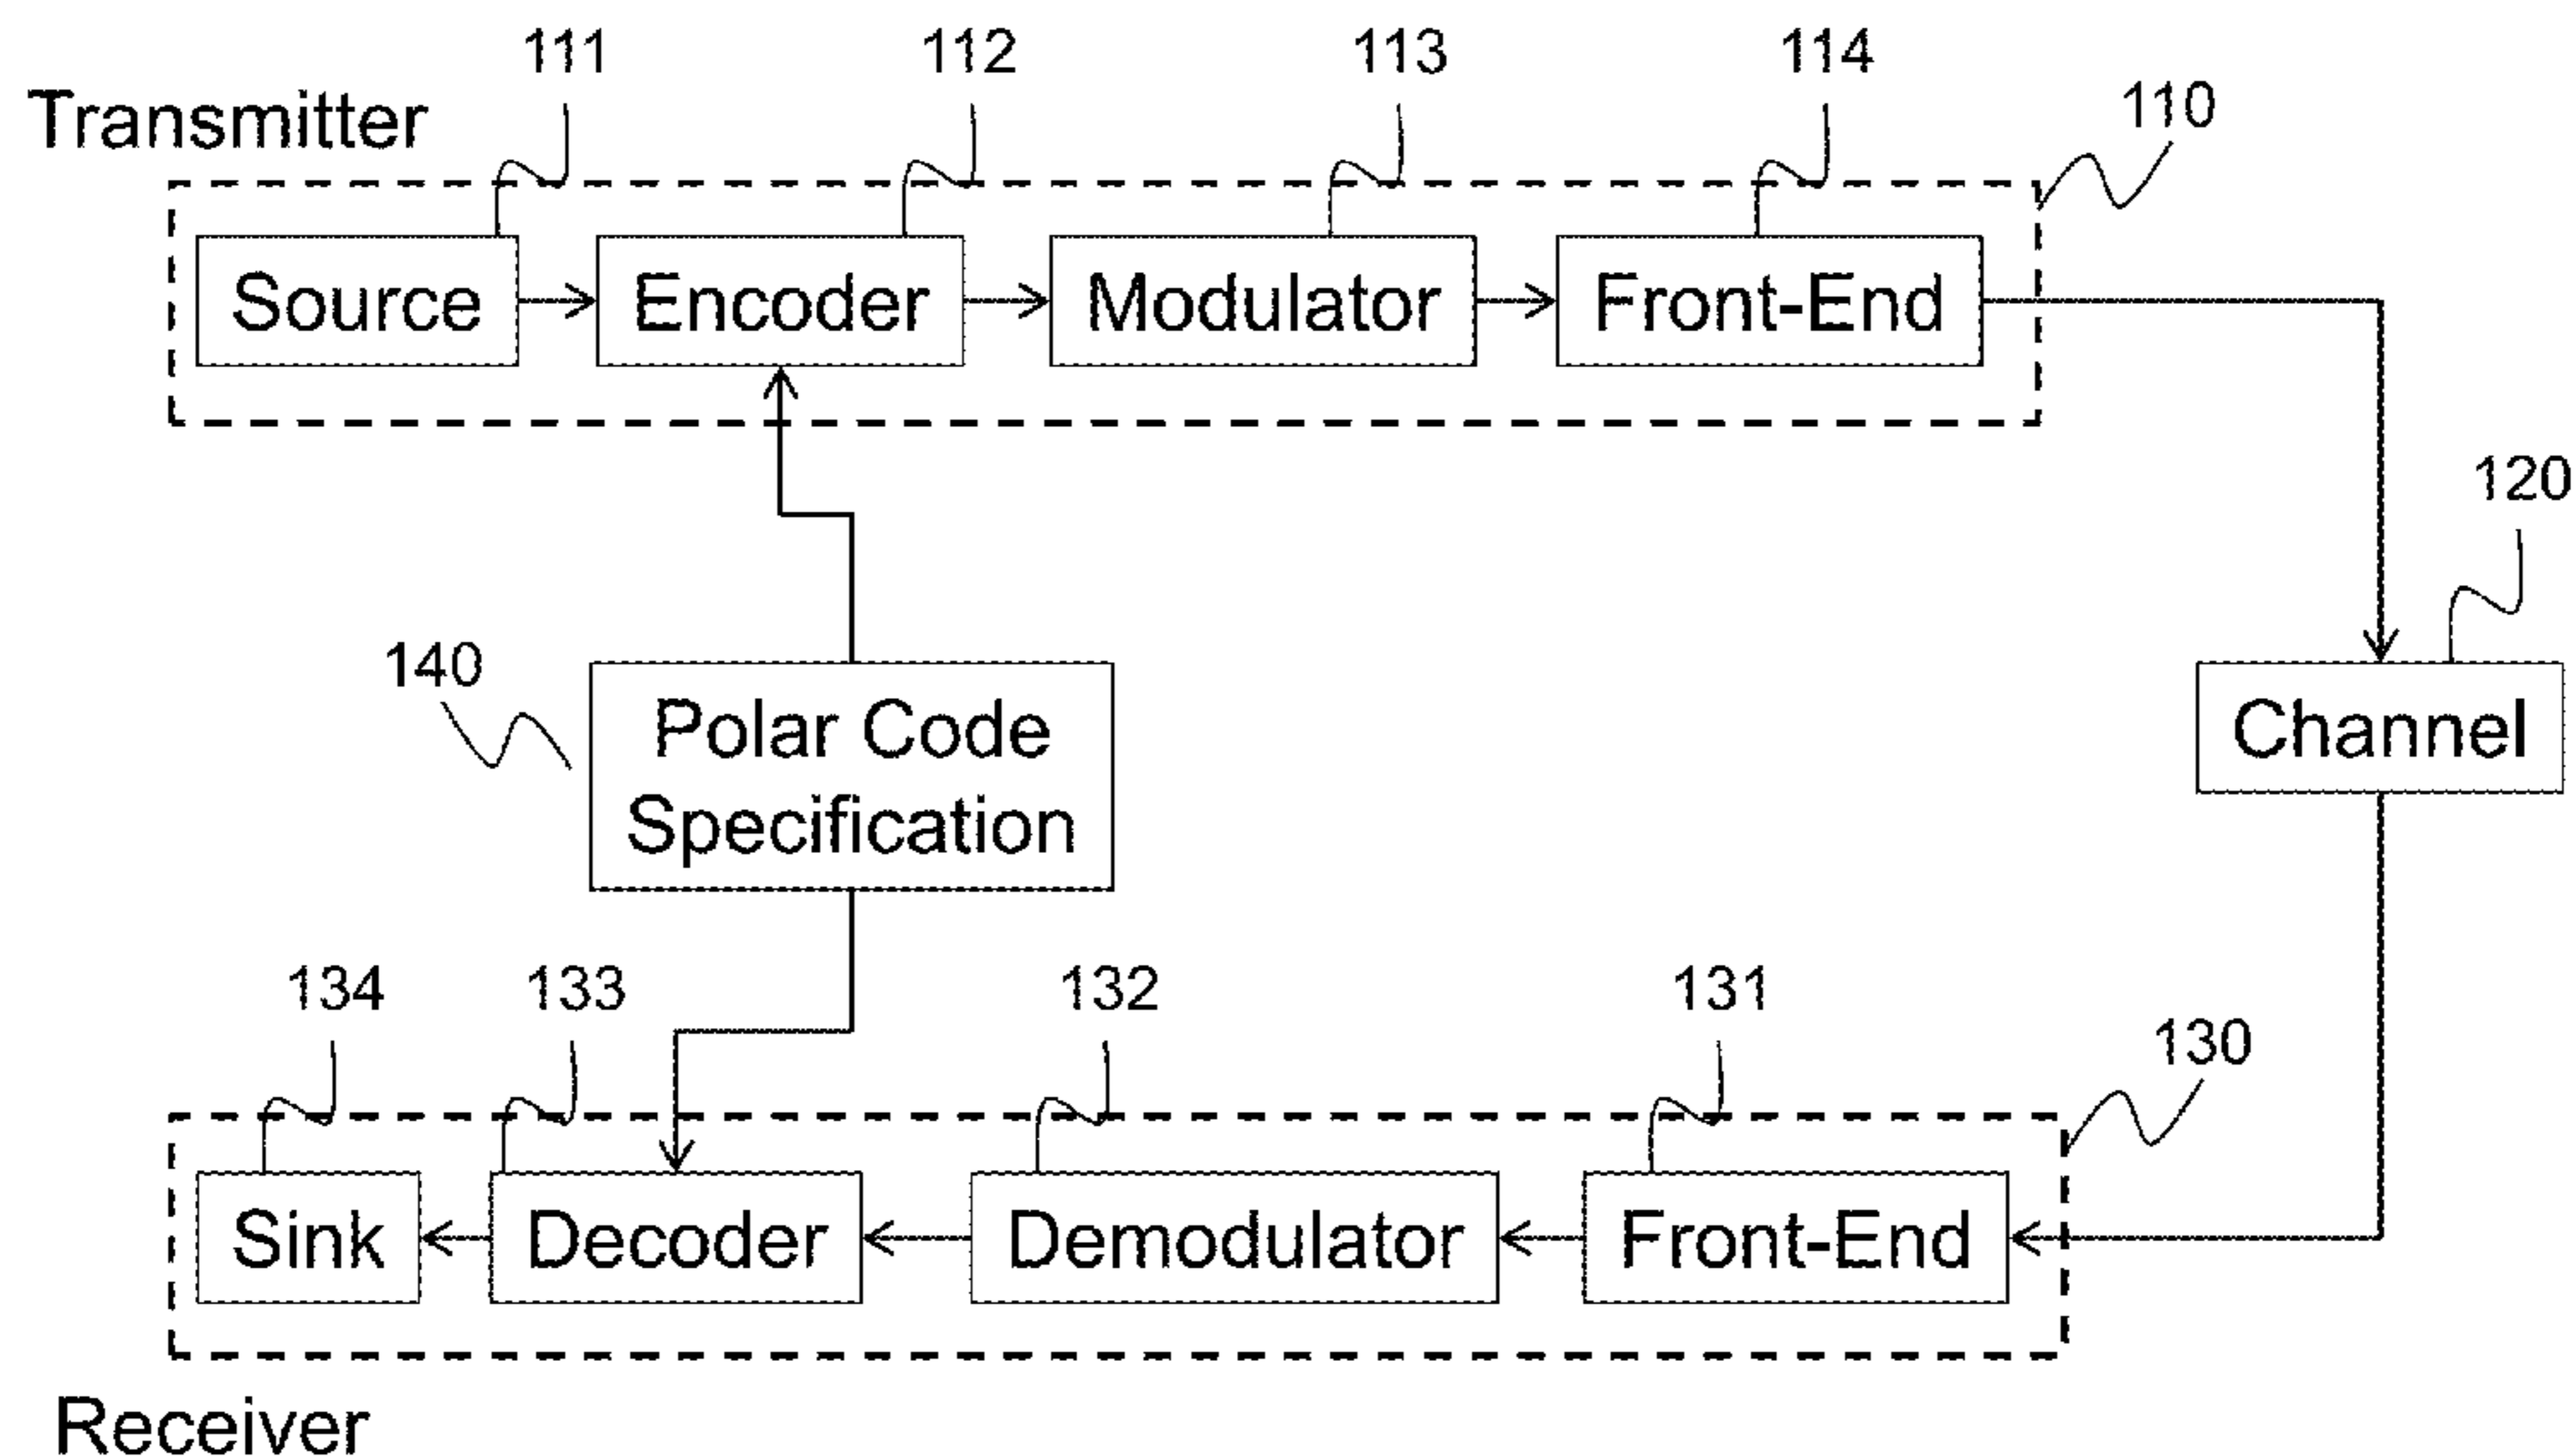 111
112
113
114
Transmitter
110
Source
Encoder
Modulator
Front-End
120
140
Polar Code
Specification
Channel
134
133
132
131
130
Sink
Decoder
Demodulator
Front-End
Receiver